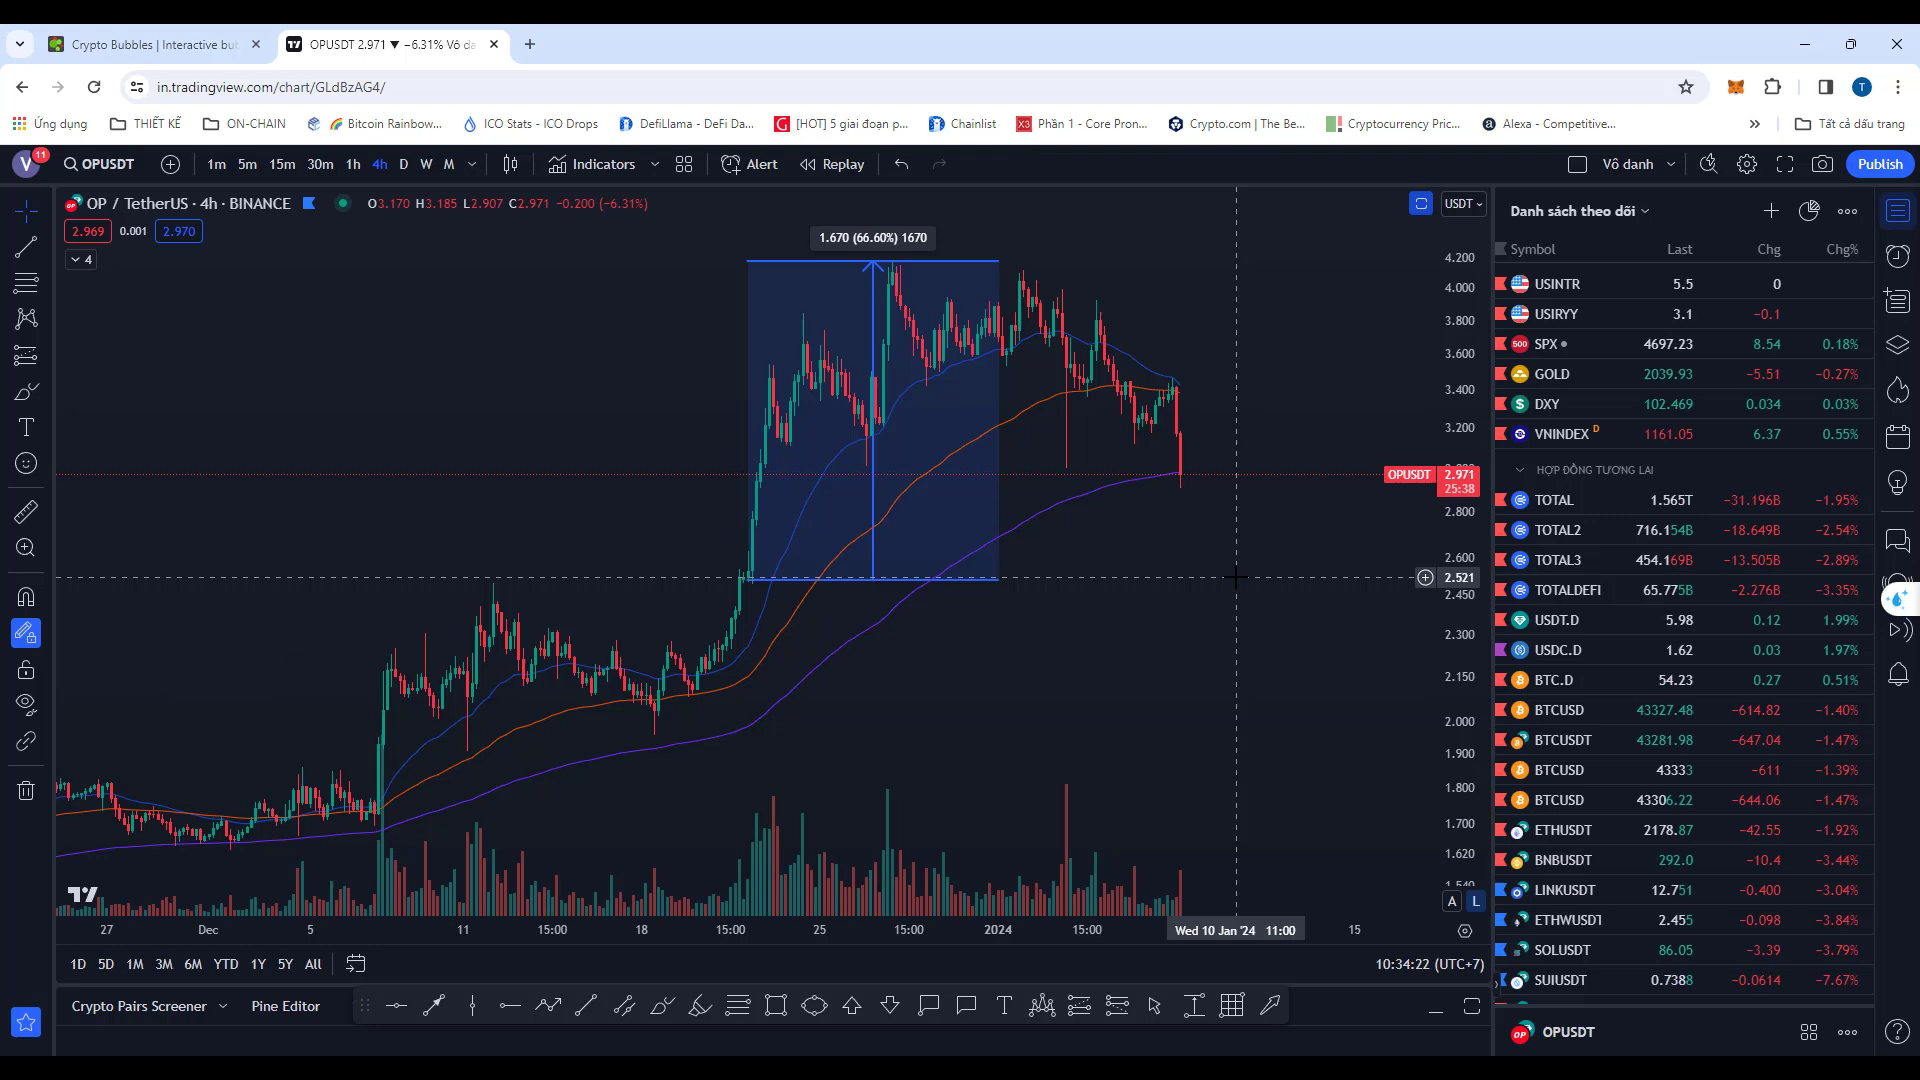 Crypto Bubbles | Interactive bu
OPUSDT 2.971 ▼ −6.31% Vô da
in.tradingview.com/chart/GLdBzAG4/
T
Ứng dụng THIẾT KẾ ON-CHAIN Bitcoin Rainbow... ICO Stats - ICO Drops DefiLlama - DeFi Da... [HOT] 5 giai đoạn p... Chainlist Phần 1 - Core Pron... Crypto.com | The Be... Cryptocurrency Pric... Alexa - Competitive... » Tất cả dấu trang
V 11 OPUSDT 1m 5m 15m 30m 1h 4h D W M Indicators Alert Replay Vô danh Publish
OP / TetherUS · 4h · BINANCE O3.170 H3.185 L2.907 C2.971 −0.200 (−6.31%)
USDT
2.969 0.001 2.970
4
1.670 (66.60%) 1670
4.200
4.000
3.800
3.600
3.400
3.200
OPUSDT 2.971
25:38
2.800
2.600
2.521
2.450
2.300
2.150
2.000
1.900
1.800
1.700
1.620
1.540
A L
27 Dec 5 11 15:00 18 15:00 25 15:00 2024 15:00 Wed 10 Jan '24 11:00 15
1D 5D 1M 3M 6M YTD 1Y 5Y All
10:34:22 (UTC+7)
Crypto Pairs Screener Pine Editor
Danh sách theo dõi
Symbol Last Chg Chg%
USINTR 5.5 0
USIRYY 3.1 −0.1
500 SPX 4697.23 8.54 0.18%
GOLD 2039.93 −5.51 −0.27%
DXY 102.469 0.034 0.03%
VNINDEX D 1161.05 6.37 0.55%
HỢP ĐỒNG TƯƠNG LAI
TOTAL 1.565T −31.196B −1.95%
TOTAL2 716.154B −18.649B −2.54%
TOTAL3 454.169B −13.505B −2.89%
TOTALDEFI 65.775B −2.276B −3.35%
USDT.D 5.98 0.12 1.99%
USDC.D 1.62 0.03 1.97%
BTC.D 54.23 0.27 0.51%
BTCUSD 43327.48 −614.82 −1.40%
BTCUSDT 43281.98 −647.04 −1.47%
BTCUSD 43333 −611 −1.39%
BTCUSD 43306.22 −644.06 −1.47%
ETHUSDT 2178.87 −42.55 −1.92%
BNBUSDT 292.0 −10.4 −3.44%
LINKUSDT 12.751 −0.400 −3.04%
ETHWUSDT 2.455 −0.098 −3.84%
SOLUSDT 86.05 −3.39 −3.79%
SUIUSDT 0.7388 −0.0614 −7.67%
OP OPUSDT